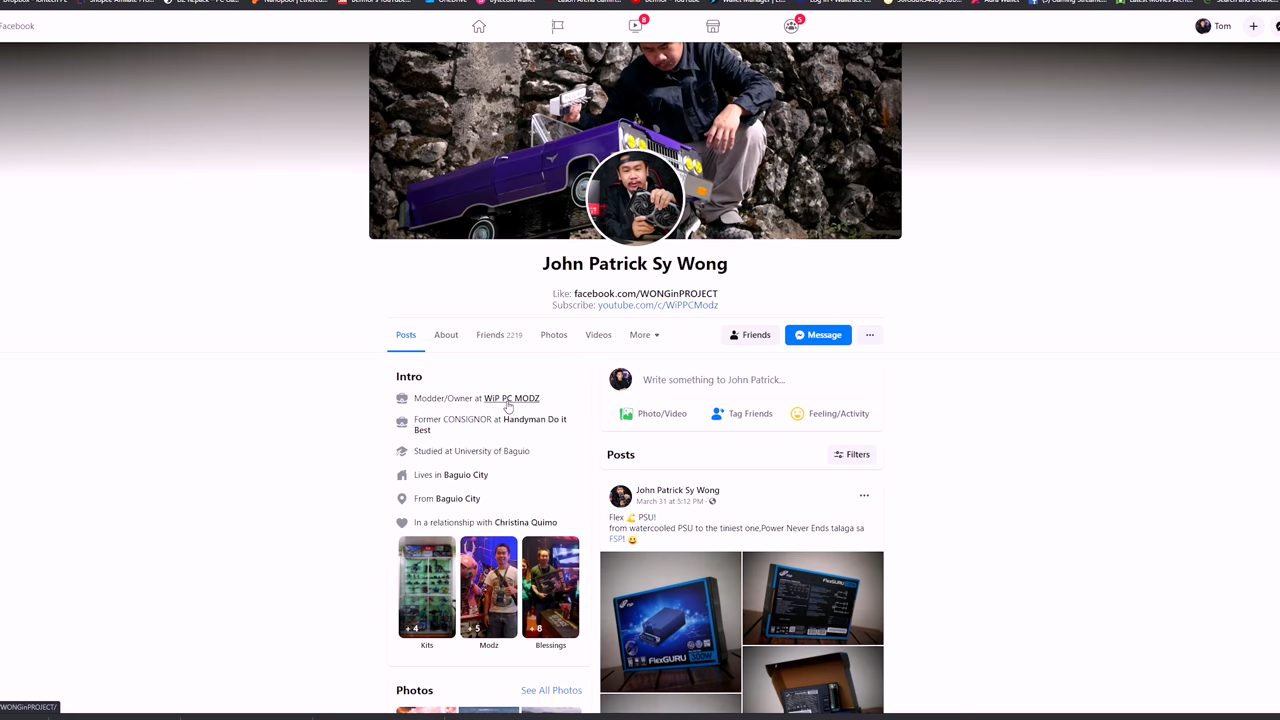 Facebook
8
5
Tom
John Patrick Sy Wong
Like: facebook.com/WONGinPROJECT
Subscribe: youtube.com/c/WiPPCModz
Posts
About
Friends 2219
Photos
Videos
More
Friends
Message
Intro
Modder/Owner at WiP PC MODZ
Former CONSIGNOR at Handyman Do it
Best
Studied at University of Baguio
Lives in Baguio City
From Baguio City
In a relationship with Christina Quimo
+4
+5
+8
Kits
Modz
Blessings
Photos
See All Photos
Write something to John Patrick...
Photo/Video
Tag Friends
Feeling/Activity
Posts
Filters
John Patrick Sy Wong
March 31 at 5:12 PM ·
Flex 💪 PSU!
from watercooled PSU to the tiniest one,Power Never Ends talaga sa
FSP! 😃
FlexGURU
300W
FlexGURU
WONGinPROJECT/